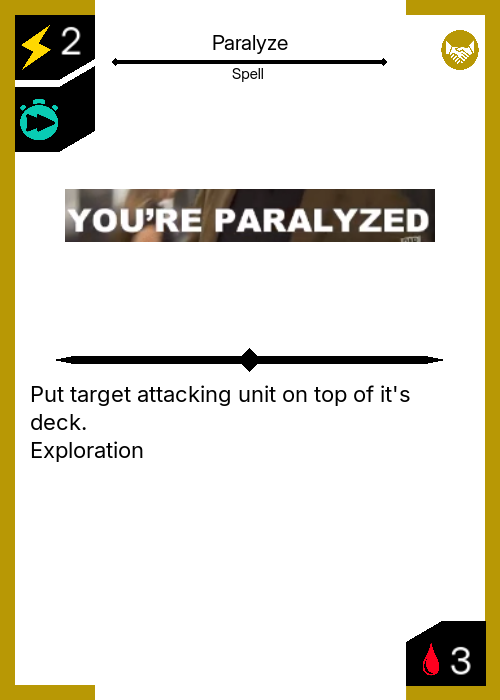 2
Paralyze
Spell
YOU'RE PARALYZED
Put target attacking unit on top of it's
deck.
Exploration
3